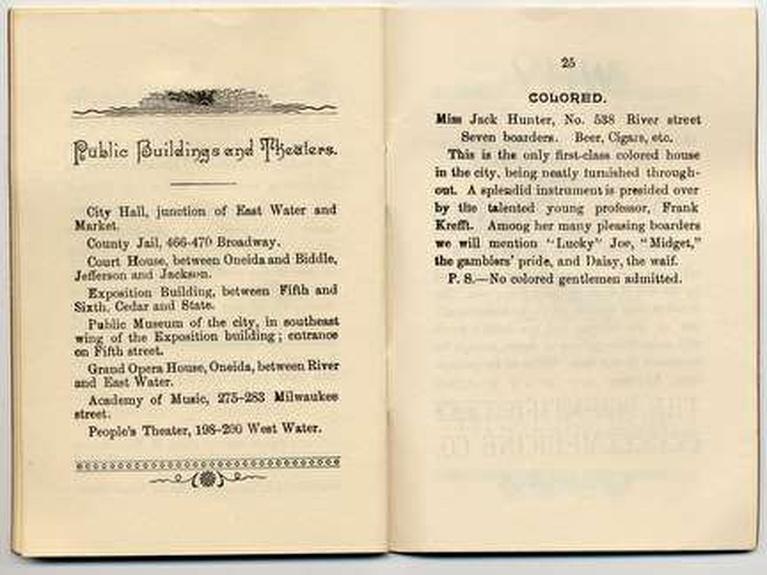 Public Buildings and Theaters.
City Hall, junction of East Water and
Market.
County Jail, 466-470 Broadway.
Court House, between Oneida and Biddle,
Jefferson and Jackson.
Exposition Building, between Fifth and
Sixth, Cedar and State.
Public Museum of the city, in southeast
wing of the Exposition building; entrance
on Fifth street.
Grand Opera House, Oneida, between River
and East Water.
Academy of Music, 275-283 Milwaukee
street.
People's Theater, 198-200 West Water.
25
COLORED.
Miss Jack Hunter, No. 538 River street
Seven boarders. Beer, Cigars, etc.
This is the only first-class colored house
in the city, being neatly furnished through-
out. A splendid instrument is presided over
by the talented young professor, Frank
Krefft. Among her many pleasing boarders
we will mention "Lucky" Joe, "Midget,"
the gamblers' pride, and Daisy, the waif.
P. S.—No colored gentlemen admitted.